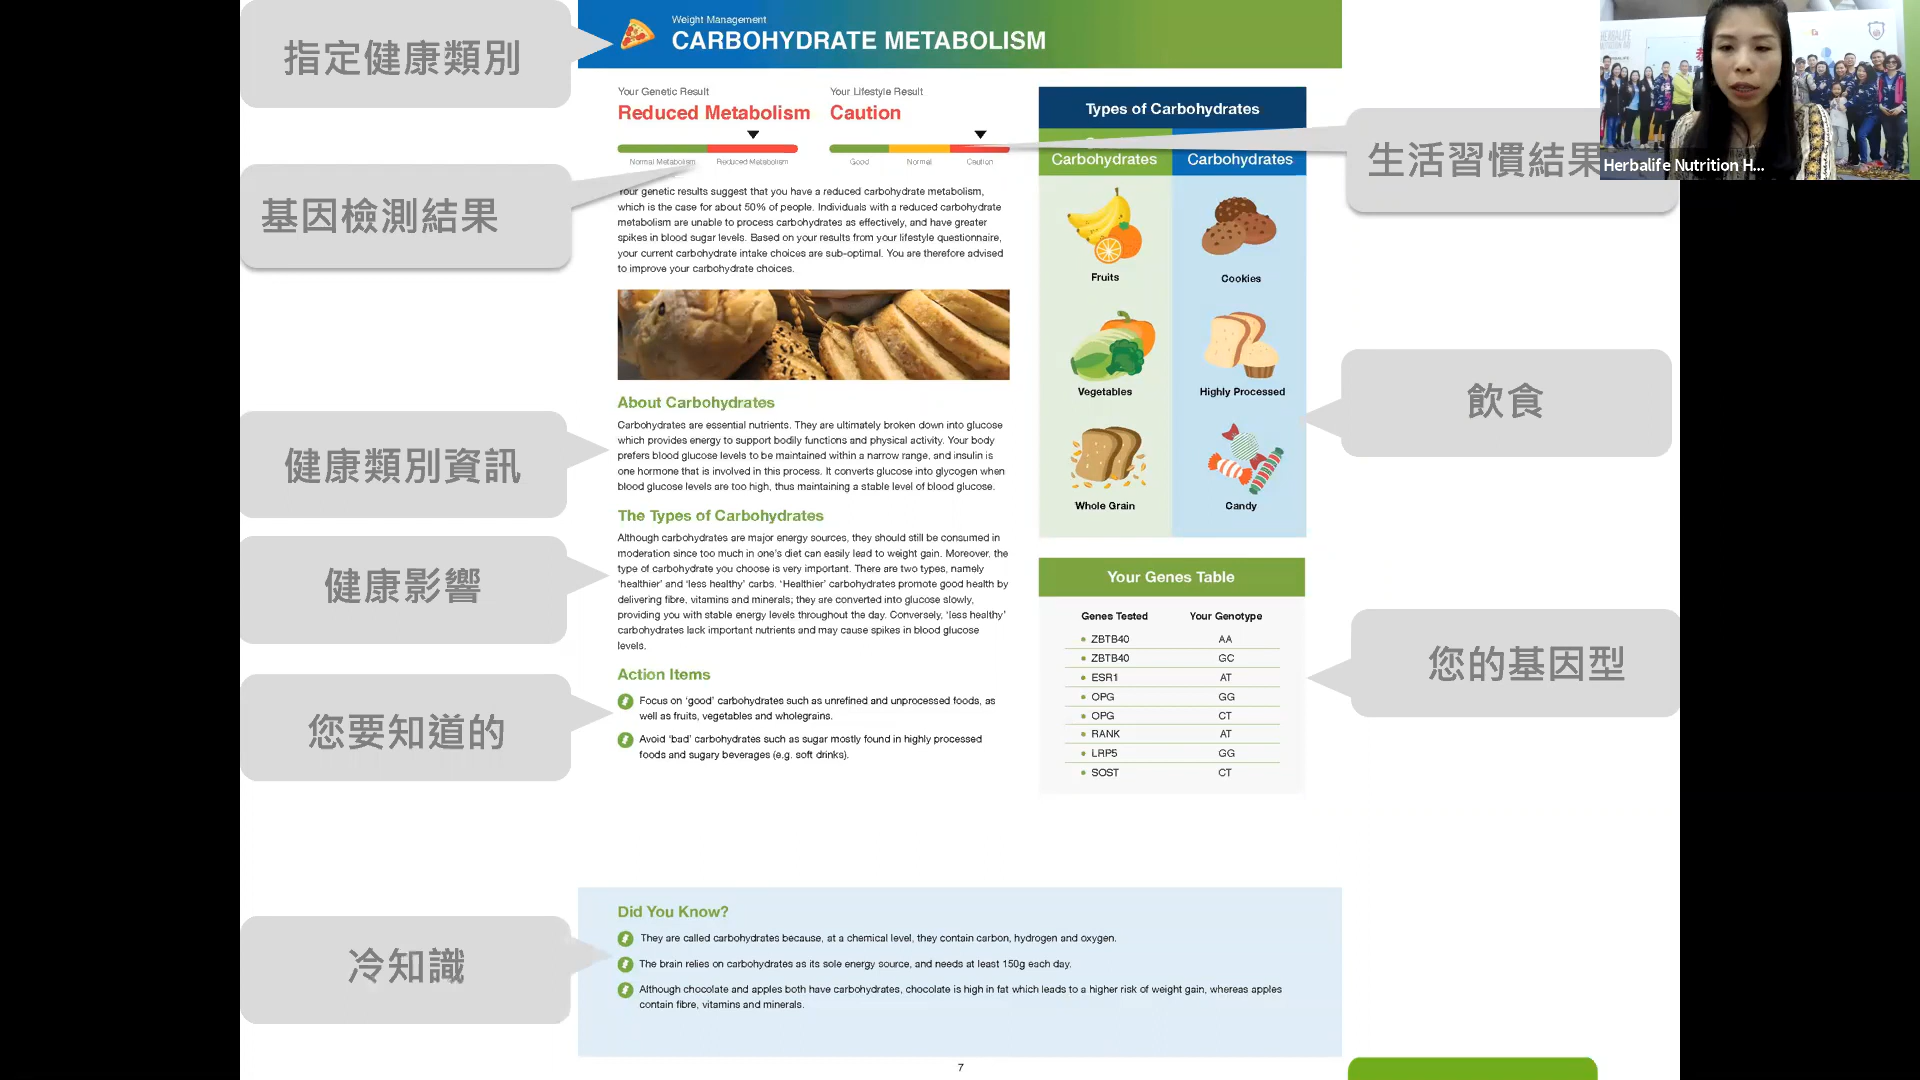 指定健康類別
Weight Management
CARBOHYDRATE METABOLISM
基因檢測結果
Your Genetic Result
Reduced Metabolism
Normal Metabolism
Reduced Metabolism
Your Lifestyle Result
Caution
Good
Normal
Caution
Your genetic results suggest that you have a reduced carbohydrate metabolism,
which is the case for about 50% of people. Individuals with a reduced carbohydrate
metabolism are unable to process carbohydrates as effectively, and have greater
spikes in blood sugar levels. Based on your results from your lifestyle questionnaire,
your current carbohydrate intake choices are sub-optimal. You are therefore advised
to improve your carbohydrate choices.
健康類別資訊
About Carbohydrates
Carbohydrates are essential nutrients. They are ultimately broken down into glucose
which provides energy to support bodily functions and physical activity. Your body
prefers blood glucose levels to be maintained within a narrow range, and insulin is
one hormone that is involved in this process. It converts glucose into glycogen when
blood glucose levels are too high, thus maintaining a stable level of blood glucose.
健康影響
The Types of Carbohydrates
Although carbohydrates are major energy sources, they should still be consumed in
moderation since too much in one's diet can easily lead to weight gain. Moreover, the
type of carbohydrate you choose is very important. There are two types, namely
'healthier' and 'less healthy' carbs. 'Healthier' carbohydrates promote good health by
delivering fibre, vitamins and minerals; they are converted into glucose slowly,
providing you with stable energy levels throughout the day. Conversely, 'less healthy'
carbohydrates lack important nutrients and may cause spikes in blood glucose
levels.
您要知道的
Action Items
Focus on 'good' carbohydrates such as unrefined and unprocessed foods, as
well as fruits, vegetables and wholegrains.
Avoid 'bad' carbohydrates such as sugar mostly found in highly processed
foods and sugary beverages (e.g. soft drinks).
Types of Carbohydrates
Carbohydrates
Carbohydrates
Fruits
Cookies
Vegetables
Highly Processed
Whole Grain
Candy
Your Genes Table
Genes Tested Your Genotype
ZBTB40 AA
ZBTB40 GC
ESR1 AT
OPG GG
OPG CT
RANK AT
LRP5 GG
SOST CT
生活習慣結果
Herbalife Nutrition H...
飲食
您的基因型
冷知識
Did You Know?
They are called carbohydrates because, at a chemical level, they contain carbon, hydrogen and oxygen.
The brain relies on carbohydrates as its sole energy source, and needs at least 150g each day.
Although chocolate and apples both have carbohydrates, chocolate is high in fat which leads to a higher risk of weight gain, whereas apples
contain fibre, vitamins and minerals.
7